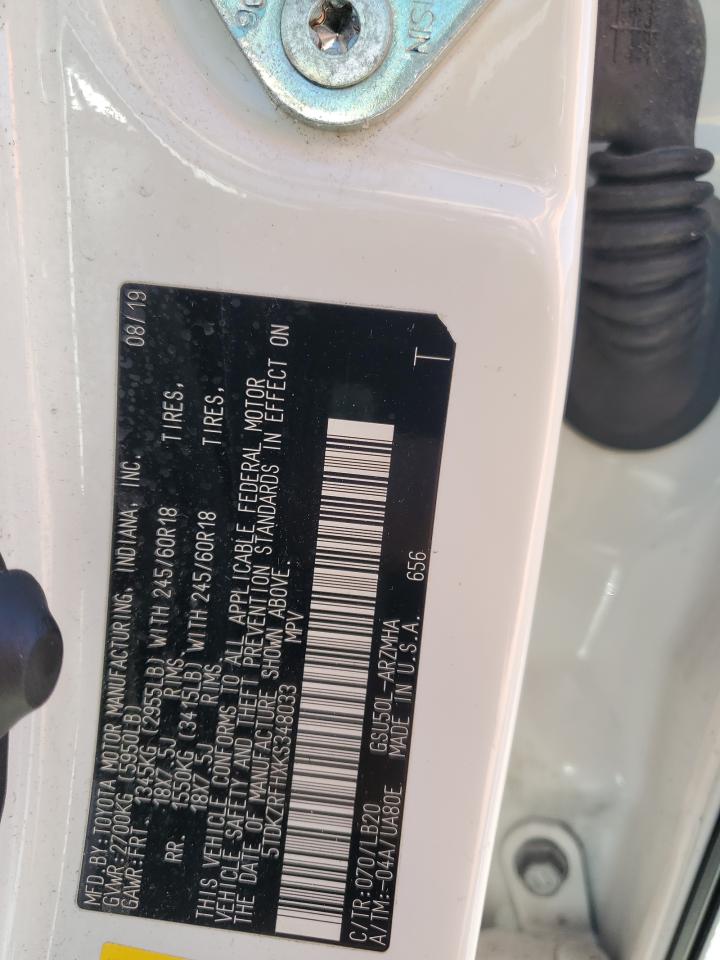 MFD.BY:TOYOTA MOTOR MANUFACTURING, INDIANA, INC. 08/19
GVWR:2700KG (5950LB)
GAWR:FRT. 1345KG (2955LB) WITH 245/60R18 TIRES,
18X7.5J RIMS
RR. 1550KG (3415LB) WITH 245/60R18 TIRES,
18X7.5J RIMS.
THIS VEHICLE CONFORMS TO ALL APPLICABLE FEDERAL MOTOR
VEHICLE SAFETY AND THEFT PREVENTION STANDARDS IN EFFECT ON
THE DATE OF MANUFACTURE SHOWN ABOVE.
5TDKZRFHXKS348033 MPV
C/TR:070/LB20 GSU50L-ARZMHA T
A/TM:-04A/UA80E MADE IN U.S.A. 656